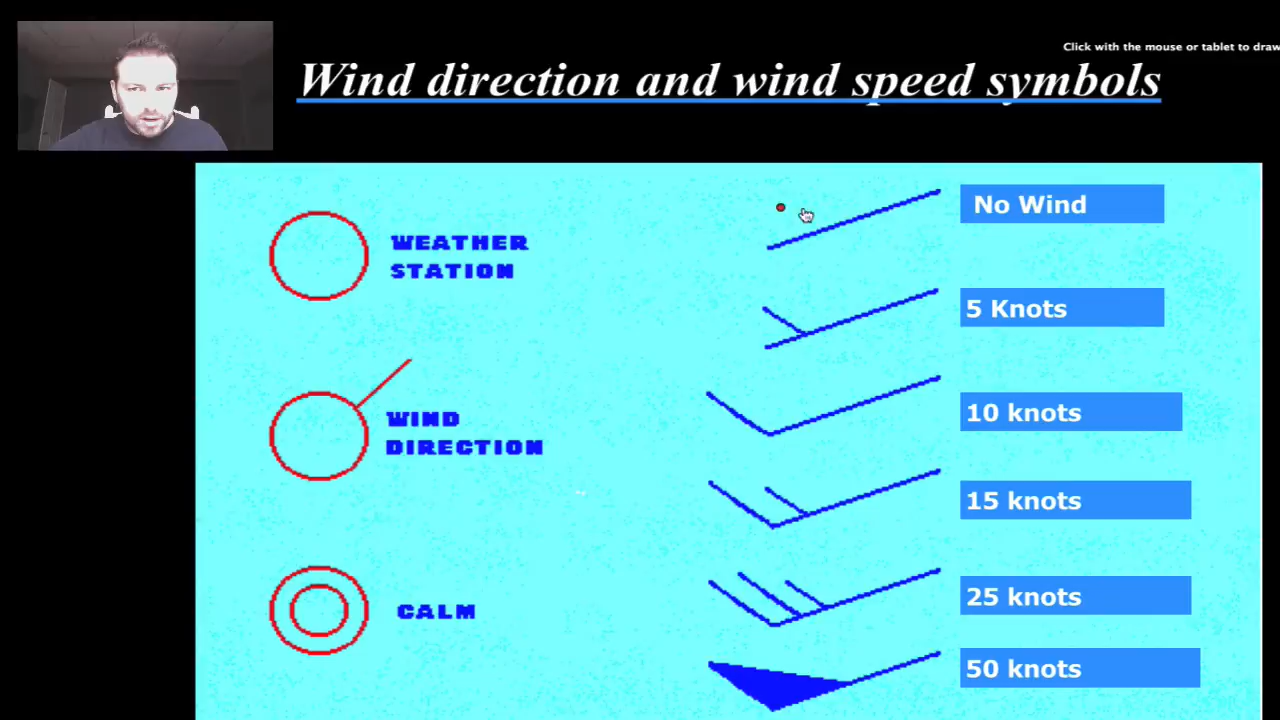 Click with the mouse or tablet to draw
Wind direction and wind speed symbols
WEATHER
STATION
WIND
DIRECTION
CALM
No Wind
5 Knots
10 knots
15 knots
25 knots
50 knots